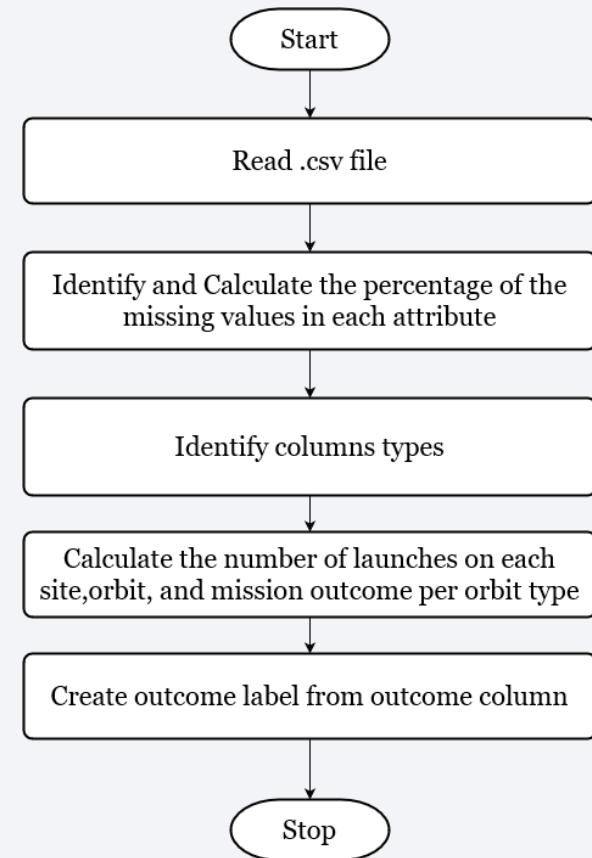 Start
Read .csv file
Identify and Calculate the percentage of the
missing values in each attribute
Identify columns types
Calculate the number of launches on each
site,orbit, and mission outcome per orbit type
Create outcome label from outcome column
Stop